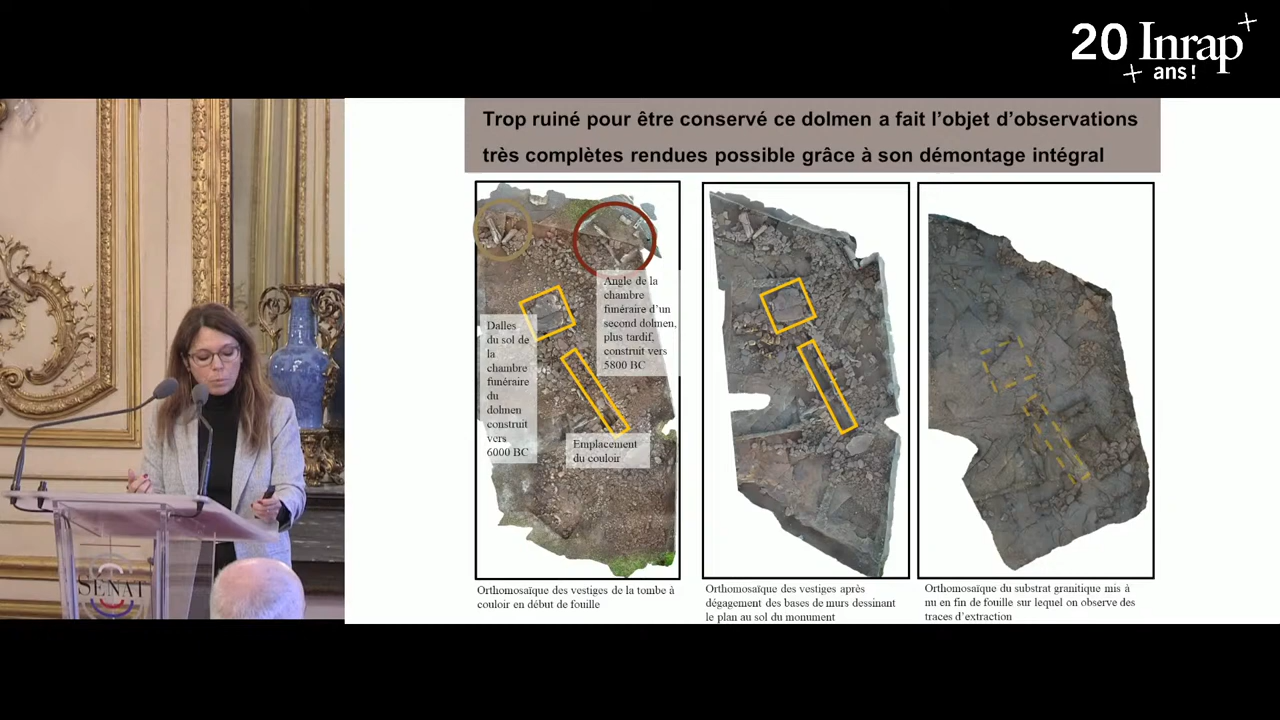 20 Inrap+
+ ans !
Trop ruiné pour être conservé ce dolmen a fait l'objet d'observations
très complètes rendues possible grâce à son démontage intégral
Angle de la
chambre
funéraire d'un
second dolmen,
plus tardif,
construit vers
5800 BC
Dalles
du sol de
la
chambre
funéraire
du
dolmen
construit
vers
6000 BC
Emplacement
du couloir
Orthomosaïque des vestiges de la tombe à
couloir en début de fouille
Orthomosaïque des vestiges après
dégagement des bases de murs dessinant
le plan au sol du monument
Orthomosaïque du substrat granitique mis à
nu en fin de fouille sur lequel on observe des
traces d'extraction
SÉNAT